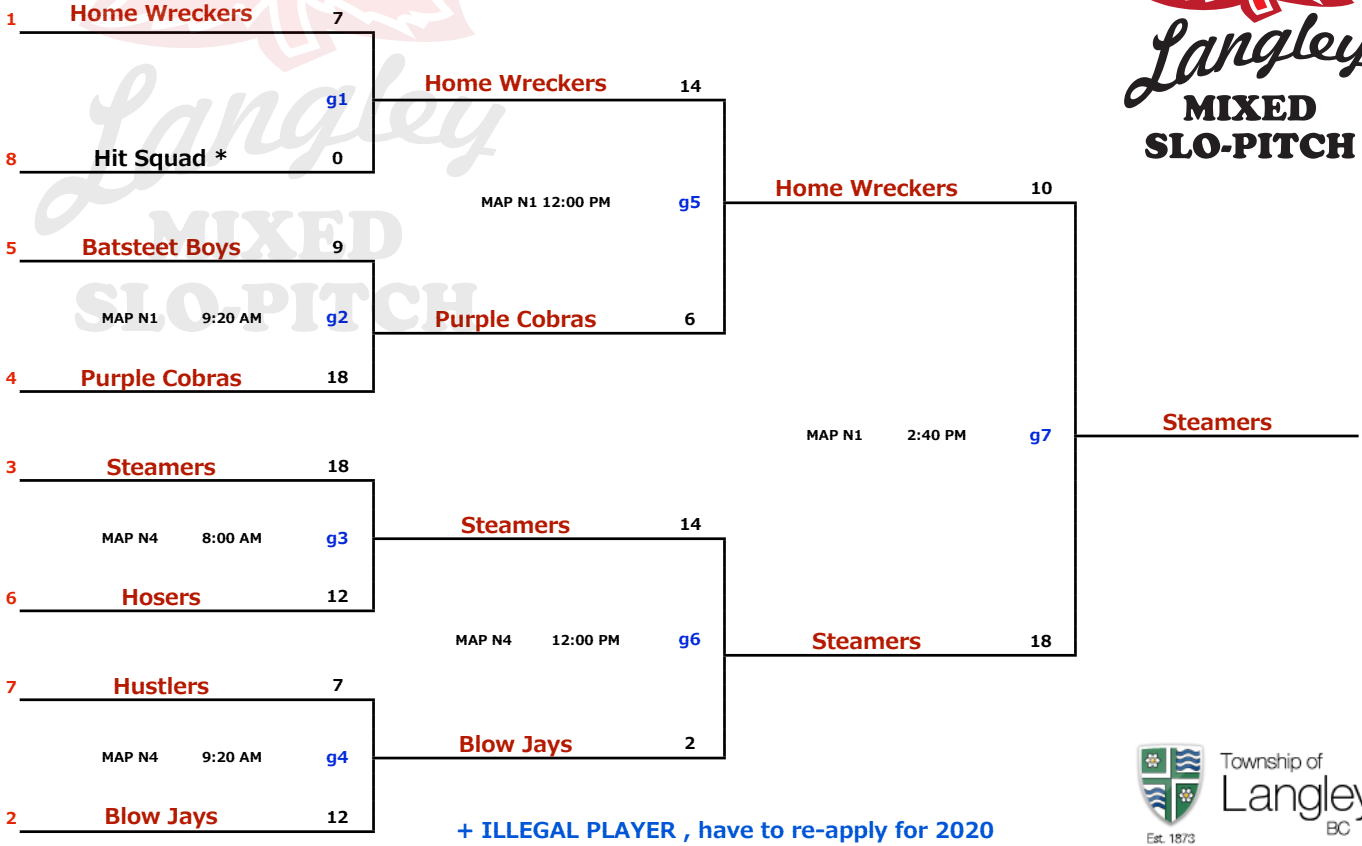 1 Home Wreckers 7
g1
8 Hit Squad * 0
Home Wreckers 14
MAP N1 12:00 PM g5
5 Batsteet Boys 9
MAP N1 9:20 AM g2
4 Purple Cobras 18
Purple Cobras 6
Home Wreckers 10
MAP N1 2:40 PM g7
Steamers
3 Steamers 18
MAP N4 8:00 AM g3
6 Hosers 12
Steamers 14
MAP N4 12:00 PM g6
Steamers 18
7 Hustlers 7
MAP N4 9:20 AM g4
2 Blow Jays 12
Blow Jays 2
+ ILLEGAL PLAYER , have to re-apply for 2020
Langley
MIXED
SLO-PITCH
Langley
MIXED
SLO-PITCH
Township of
Langley
BC
Est. 1873